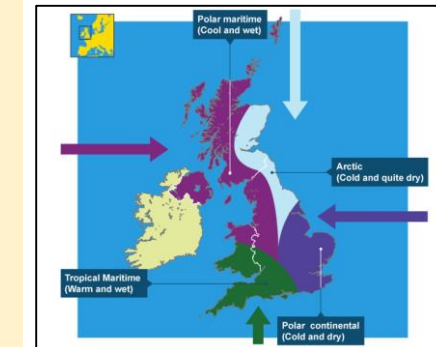 Polar maritime
(Cool and wet)
Arctic
(Cold and quite dry)
Tropical Maritime
(Warm and wet)
Polar continental
(Cold and dry)